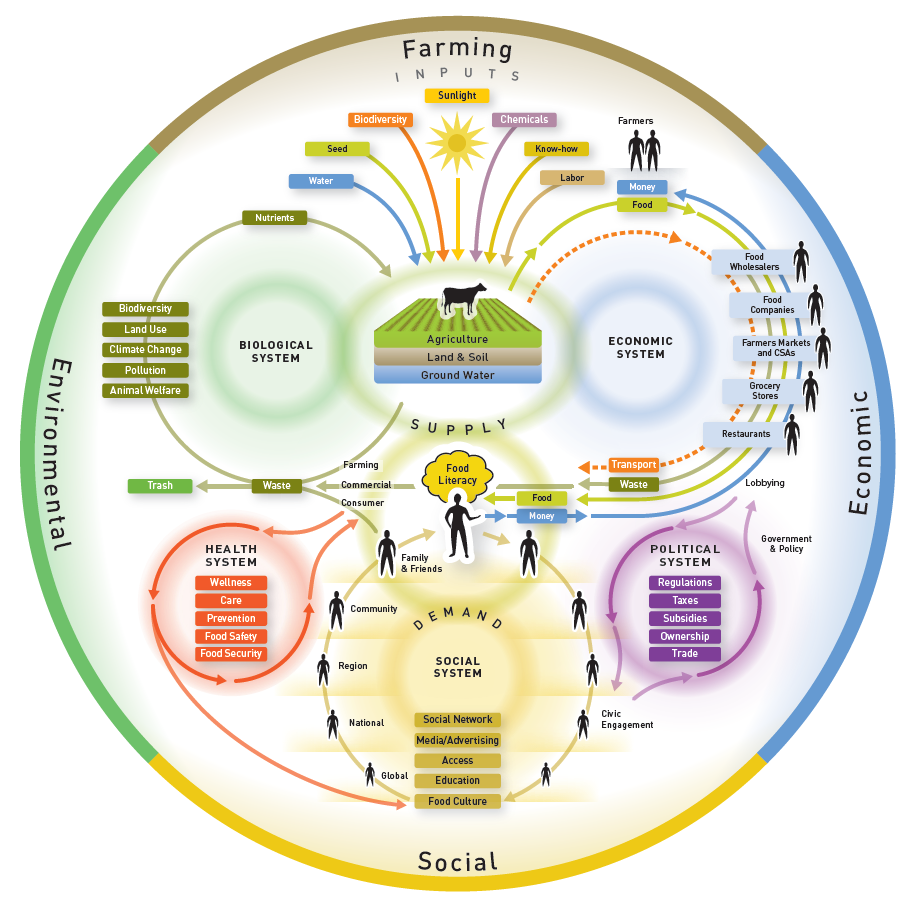 Farming
INPUTS
Sunlight
Biodiversity
Chemicals
Seed
Know-how
Water
Labor
Farmers
Money
Food
Nutrients
Food
Wholesalers
Food
Companies
Farmers Markets
and CSAs
Grocery
Stores
Restaurants
Biodiversity
Land Use
Climate Change
Pollution
Animal Welfare
BIOLOGICAL
SYSTEM
Agriculture
Land & Soil
Ground Water
ECONOMIC
SYSTEM
Environmental
Economic
SUPPLY
Farming
Commercial
Consumer
Food
Literacy
Transport
Waste
Food
Money
Trash
Waste
Lobbying
Government
& Policy
HEALTH
SYSTEM
Wellness
Care
Prevention
Food Safety
Food Security
Family
& Friends
Community
Region
National
Global
DEMAND
SOCIAL
SYSTEM
Social Network
Media/Advertising
Access
Education
Food Culture
POLITICAL
SYSTEM
Regulations
Taxes
Subsidies
Ownership
Trade
Civic
Engagement
Social